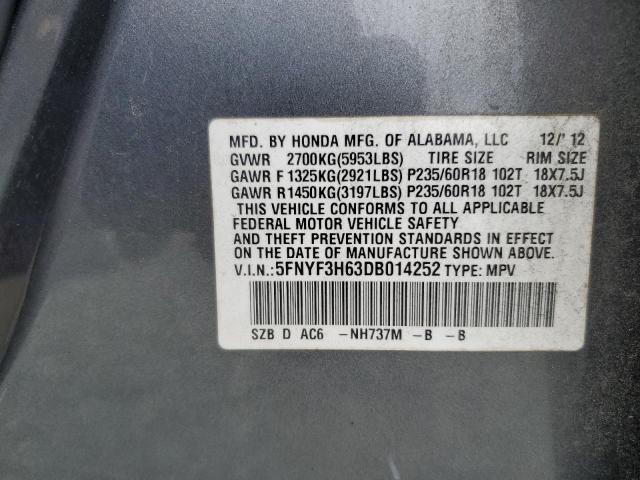 MFD. BY HONDA MFG. OF ALABAMA, LLC 12/'12
GVWR 2700KG(5953LBS) TIRE SIZE RIM SIZE
GAWR F 1325KG(2921LBS) P235/60R18 102T 18X7.5J
GAWR R1450KG(3197LBS) P235/60R18 102T 18X7.5J
THIS VEHICLE CONFORMS TO ALL APPLICABLE
FEDERAL MOTOR VEHICLE SAFETY
AND THEFT PREVENTION STANDARDS IN EFFECT
ON THE DATE OF MANUFACTURE SHOWN ABOVE.
V.I.N.:5FNYF3H63DB014252 TYPE: MPV
SZB D AC6 -NH737M -B -B